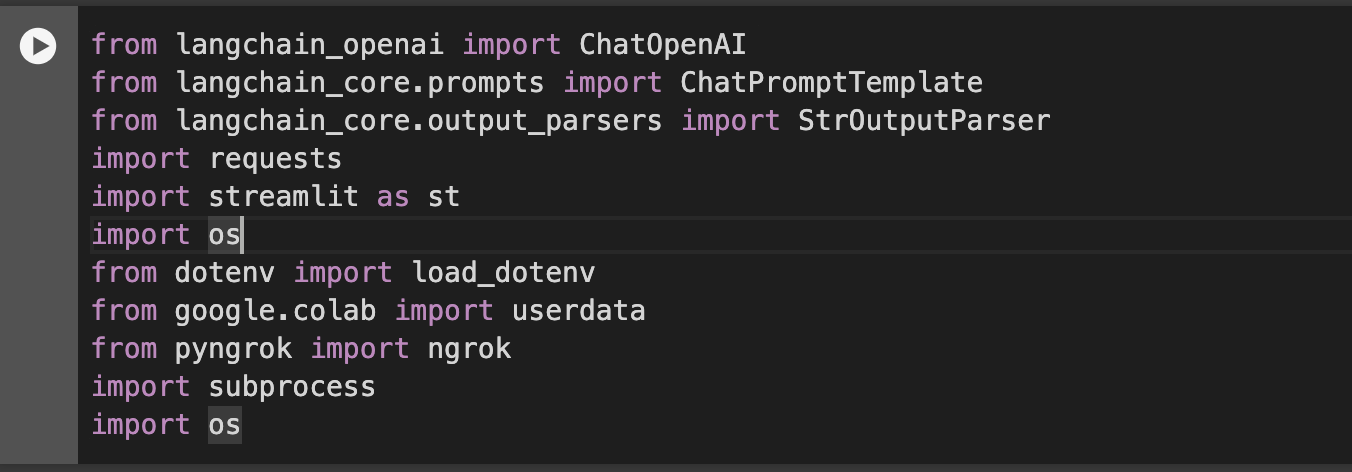 from langchain_openai import ChatOpenAI
from langchain_core.prompts import ChatPromptTemplate
from langchain_core.output_parsers import StrOutputParser
import requests
import streamlit as st
import os
from dotenv import load_dotenv
from google.colab import userdata
from pyngrok import ngrok
import subprocess
import os